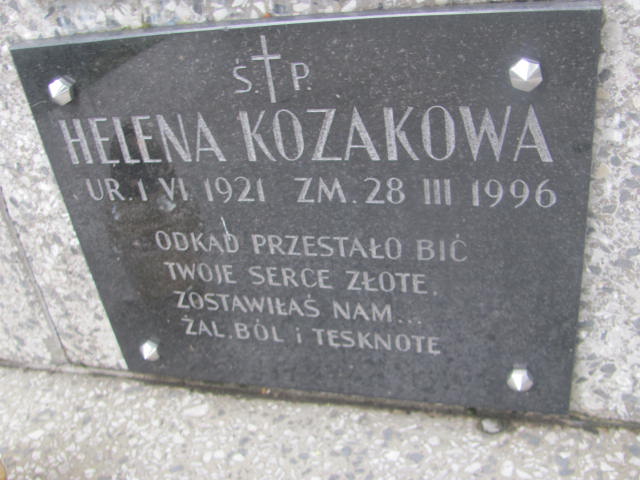 Ś. P.
HELENA KOZAKOWA
UR. 1 VI 1921 ZM. 28 III 1996
ODKĄD PRZESTAŁO BIĆ
TWOJE SERCE ZŁOTE.
ZOSTAWIŁAŚ NAM...
ŻAL. BÓL i TĘSKNOTĘ